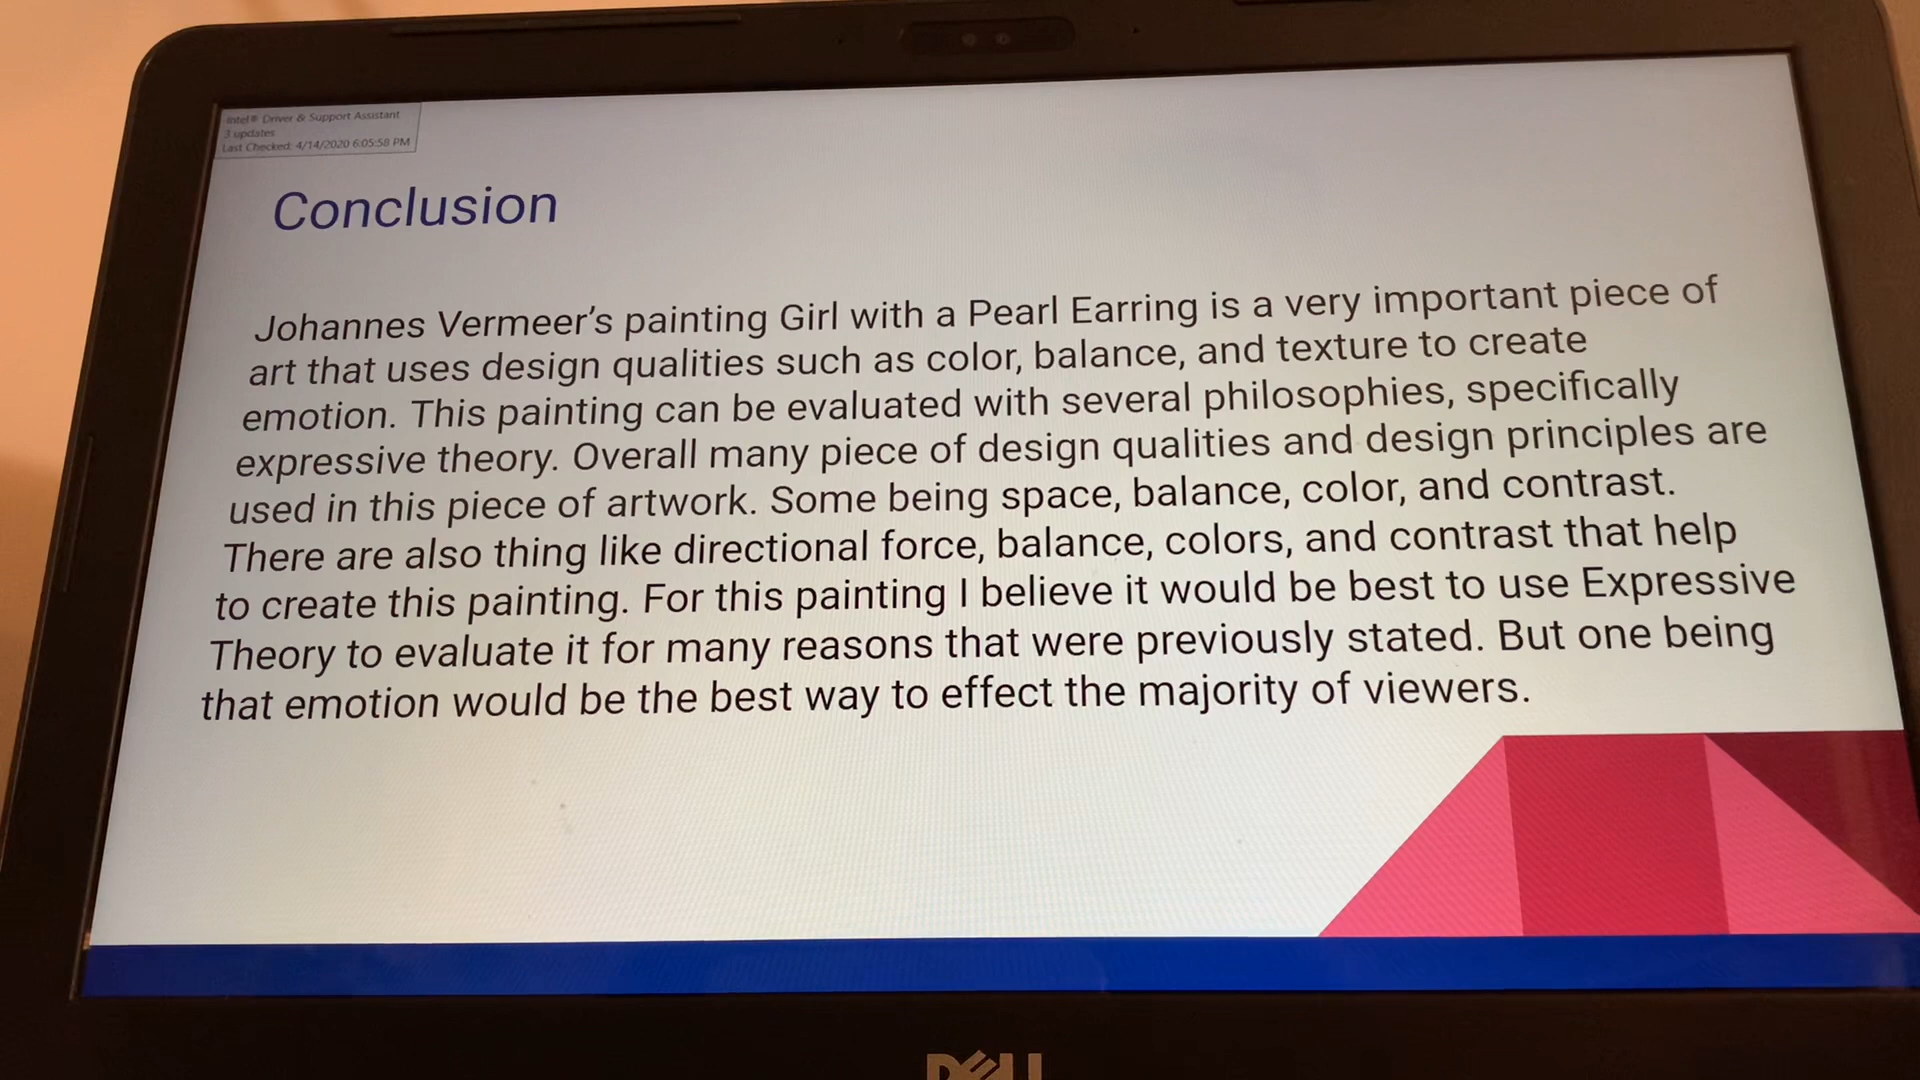 Intel® Driver & Support Assistant
3 updates
Last Checked: 4/14/2020 6:05:58 PM
Conclusion
Johannes Vermeer's painting Girl with a Pearl Earring is a very important piece of
art that uses design qualities such as color, balance, and texture to create
emotion. This painting can be evaluated with several philosophies, specifically
expressive theory. Overall many piece of design qualities and design principles are
used in this piece of artwork. Some being space, balance, color, and contrast.
There are also thing like directional force, balance, colors, and contrast that help
to create this painting. For this painting I believe it would be best to use Expressive
Theory to evaluate it for many reasons that were previously stated. But one being
that emotion would be the best way to effect the majority of viewers.
DELL